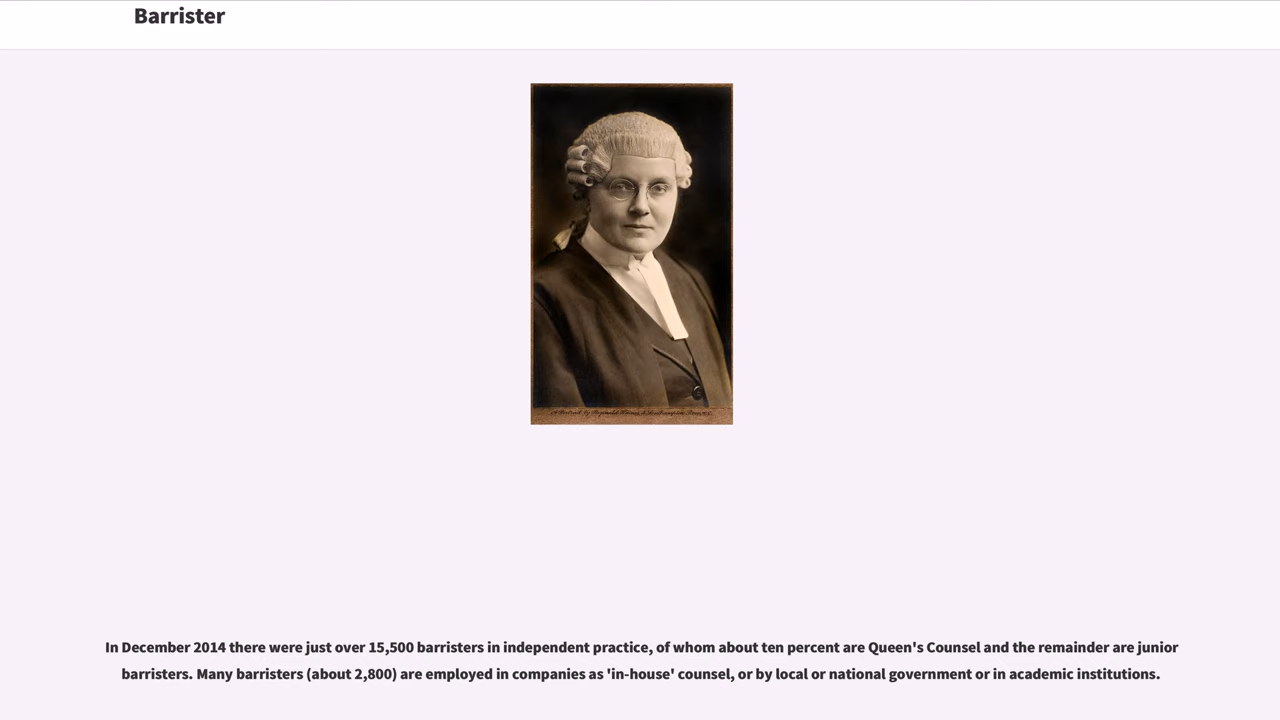 Barrister
In December 2014 there were just over 15,500 barristers in independent practice, of whom about ten percent are Queen's Counsel and the remainder are junior
barristers. Many barristers (about 2,800) are employed in companies as 'in-house' counsel, or by local or national government or in academic institutions.